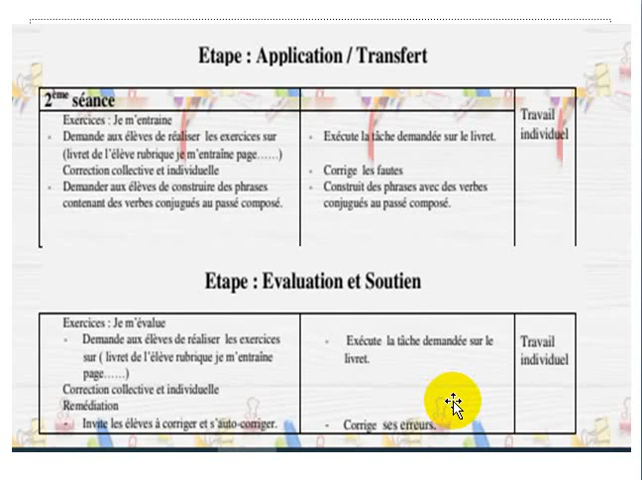 Etape : Application / Transfert
2ème séance
Exercices : Je m'entraine
- Demande aux élèves de réaliser les exercices sur
(livret de l'élève rubrique je m'entraîne page……)
Correction collective et individuelle
- Demander aux élèves de construire des phrases
contenant des verbes conjugués au passé composé.
- Exécute la tâche demandée sur le livret.
- Corrige les fautes
- Construit des phrases avec des verbes
conjugués au passé composé.
Travail
individuel
Etape : Evaluation et Soutien
Exercices : Je m'évalue
- Demande aux élèves de réaliser les exercices
sur ( livret de l'élève rubrique je m'entraîne
page……)
Correction collective et individuelle
Remédiation
- Invite les élèves à corriger et s'auto-corriger.
- Exécute la tâche demandée sur le
livret.
- Corrige ses erreurs.
Travail
individuel